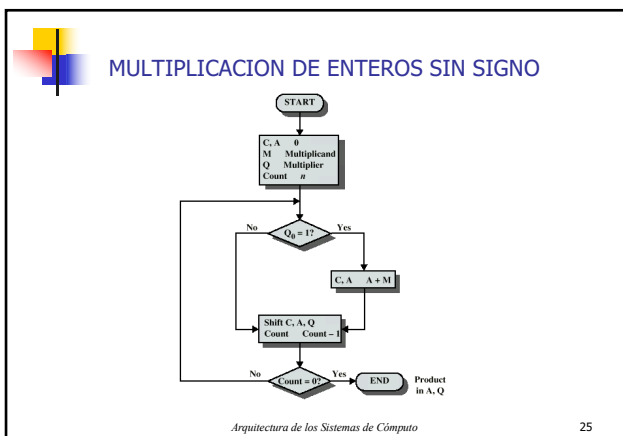 MULTIPLICACION DE ENTEROS SIN SIGNO
START
C, A 0
M Multiplicand
Q Multiplier
Count n
No
Q0 = 1?
Yes
C, A A + M
Shift C, A, Q
Count Count – 1
No
Count = 0?
Yes
END
Product
in A, Q
Arquitectura de los Sistemas de Cómputo
25